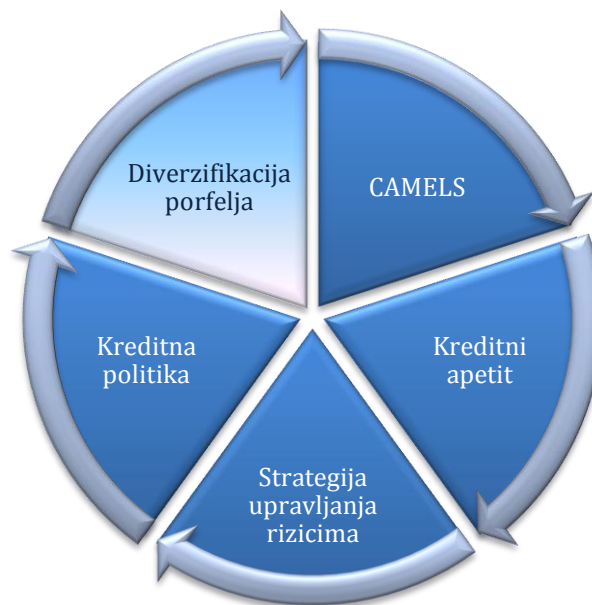 Diverzifikacija
porfelja
CAMELS
Kreditna
politika
Kreditni
apetit
Strategija
upravljanja
rizicima